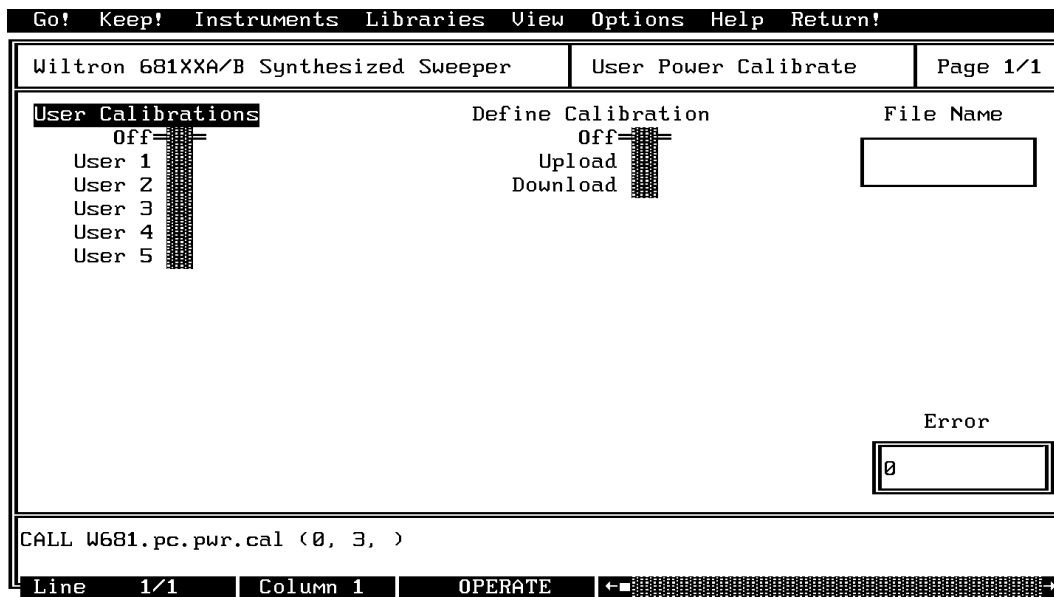 Go! Keep! Instruments Libraries View Options Help Return!
Wiltron 681XXA/B Synthesized Sweeper User Power Calibrate Page 1/1
User Calibrations Define Calibration File Name
Off Off
User 1 Upload
User 2 Download
User 3
User 4
User 5
Error
0
CALL W681.pc.pwr.cal (0, 3, )
Line 1/1 Column 1 OPERATE